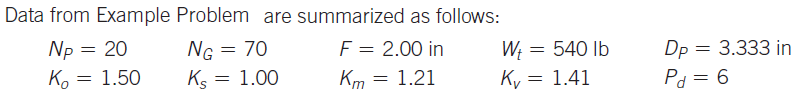 Data from Example Problem are summarized as follows:
N_P = 20 N_G = 70 F = 2.00 in W_t = 540 lb D_P = 3.333 in
K_o = 1.50 K_s = 1.00 K_m = 1.21 K_v = 1.41 P_d = 6